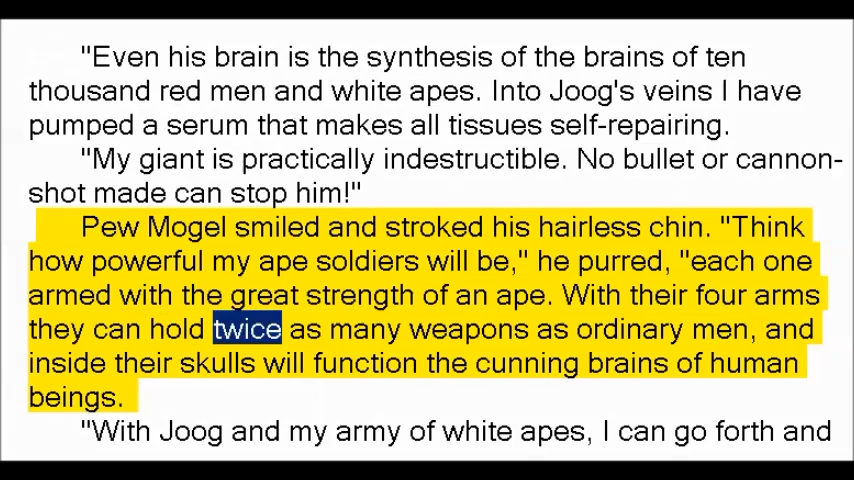 "Even his brain is the synthesis of the brains of ten
thousand red men and white apes. Into Joog's veins I have
pumped a serum that makes all tissues self-repairing.
"My giant is practically indestructible. No bullet or cannon-
shot made can stop him!"
Pew Mogel smiled and stroked his hairless chin. "Think
how powerful my ape soldiers will be," he purred, "each one
armed with the great strength of an ape. With their four arms
they can hold twice as many weapons as ordinary men, and
inside their skulls will function the cunning brains of human
beings.
"With Joog and my army of white apes, I can go forth and